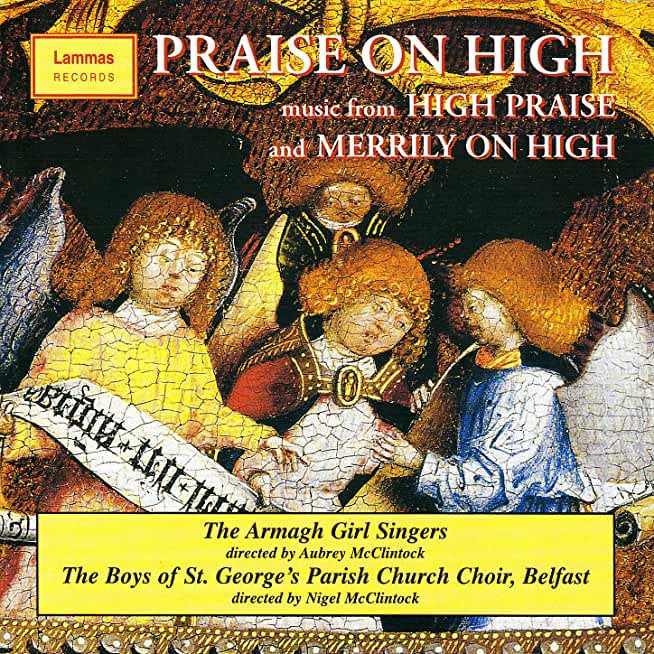 Lammas
RECORDS
PRAISE ON HIGH
music from HIGH PRAISE
and MERRILY ON HIGH
The Armagh Girl Singers
directed by Aubrey McClintock
The Boys of St. George's Parish Church Choir, Belfast
directed by Nigel McClintock